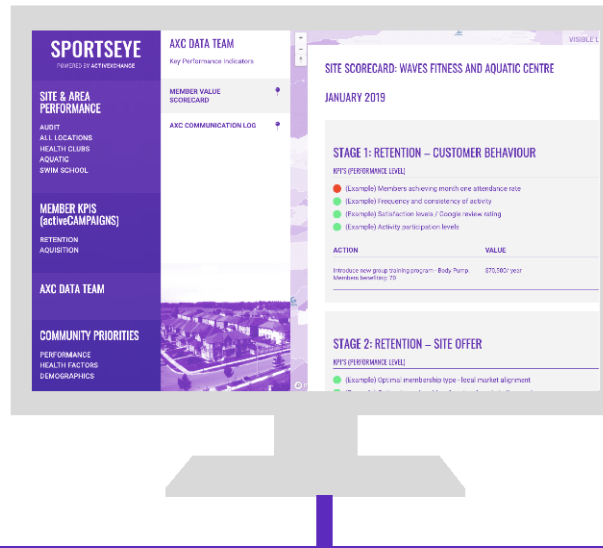 SPORTSEYE
POWERED BY ACTIVEXCHANGE
SITE & AREA
PERFORMANCE
AUDIT
ALL LOCATIONS
HEALTH CLUBS
AQUATIC
SWIM SCHOOL
MEMBER KPIS
(activeCAMPAIGNS)
RETENTION
AQUISITION
AXC DATA TEAM
COMMUNITY PRIORITIES
PERFORMANCE
HEALTH FACTORS
DEMOGRAPHICS
AXC DATA TEAM
Key Performance Indicators
MEMBER VALUE
SCORECARD
AXC COMMUNICATION LOG
VISIBLE L
SITE SCORECARD: WAVES FITNESS AND AQUATIC CENTRE
JANUARY 2019
STAGE 1: RETENTION – CUSTOMER BEHAVIOUR
KPI'S (PERFORMANCE LEVEL)
(Example) Members achieving month one attendance rate
(Example) Frequency and consistency of activity
(Example) Satisfaction levels / Google review rating
(Example) Activity participation levels
ACTION VALUE
Introduce new group training program - Body Pump. $70,500/ year
Members benefiting: 70
STAGE 2: RETENTION – SITE OFFER
KPI'S (PERFORMANCE LEVEL)
(Example) Optimal membership type - local market alignment